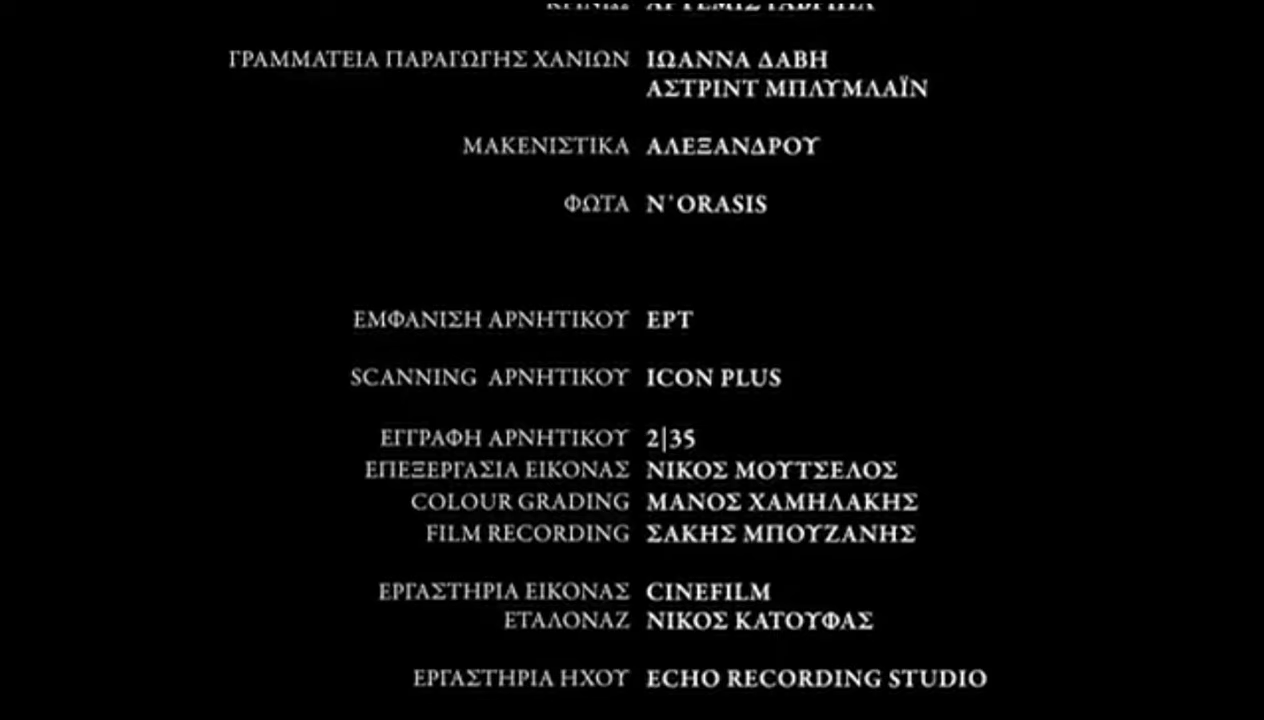 ΓΡΑΜΜΑΤΕΙΑ ΠΑΡΑΓΩΓΗΣ ΧΑΝΙΩΝ ΙΩΑΝΝΑ ΔΑΒΗ
ΑΣΤΡΙΝΤ ΜΠΛΥΜΛΑΪΝ
ΜΑΚΕΝΙΣΤΙΚΑ ΑΛΕΞΑΝΔΡΟΥ
ΦΩΤΑ N'ORASIS
ΕΜΦΑΝΙΣΗ ΑΡΝΗΤΙΚΟΥ ΕΡΤ
SCANNING ΑΡΝΗΤΙΚΟΥ ICON PLUS
ΕΓΓΡΑΦΗ ΑΡΝΗΤΙΚΟΥ 2|35
ΕΠΕΞΕΡΓΑΣΙΑ ΕΙΚΟΝΑΣ ΝΙΚΟΣ ΜΟΥΤΣΕΛΟΣ
COLOUR GRADING ΜΑΝΟΣ ΧΑΜΗΛΑΚΗΣ
FILM RECORDING ΣΑΚΗΣ ΜΠΟΥΖΑΝΗΣ
ΕΡΓΑΣΤΗΡΙΑ ΕΙΚΟΝΑΣ CINEFILM
ΕΤΑΛΟΝΑΖ ΝΙΚΟΣ ΚΑΤΟΥΦΑΣ
ΕΡΓΑΣΤΗΡΙΑ ΗΧΟΥ ECHO RECORDING STUDIO